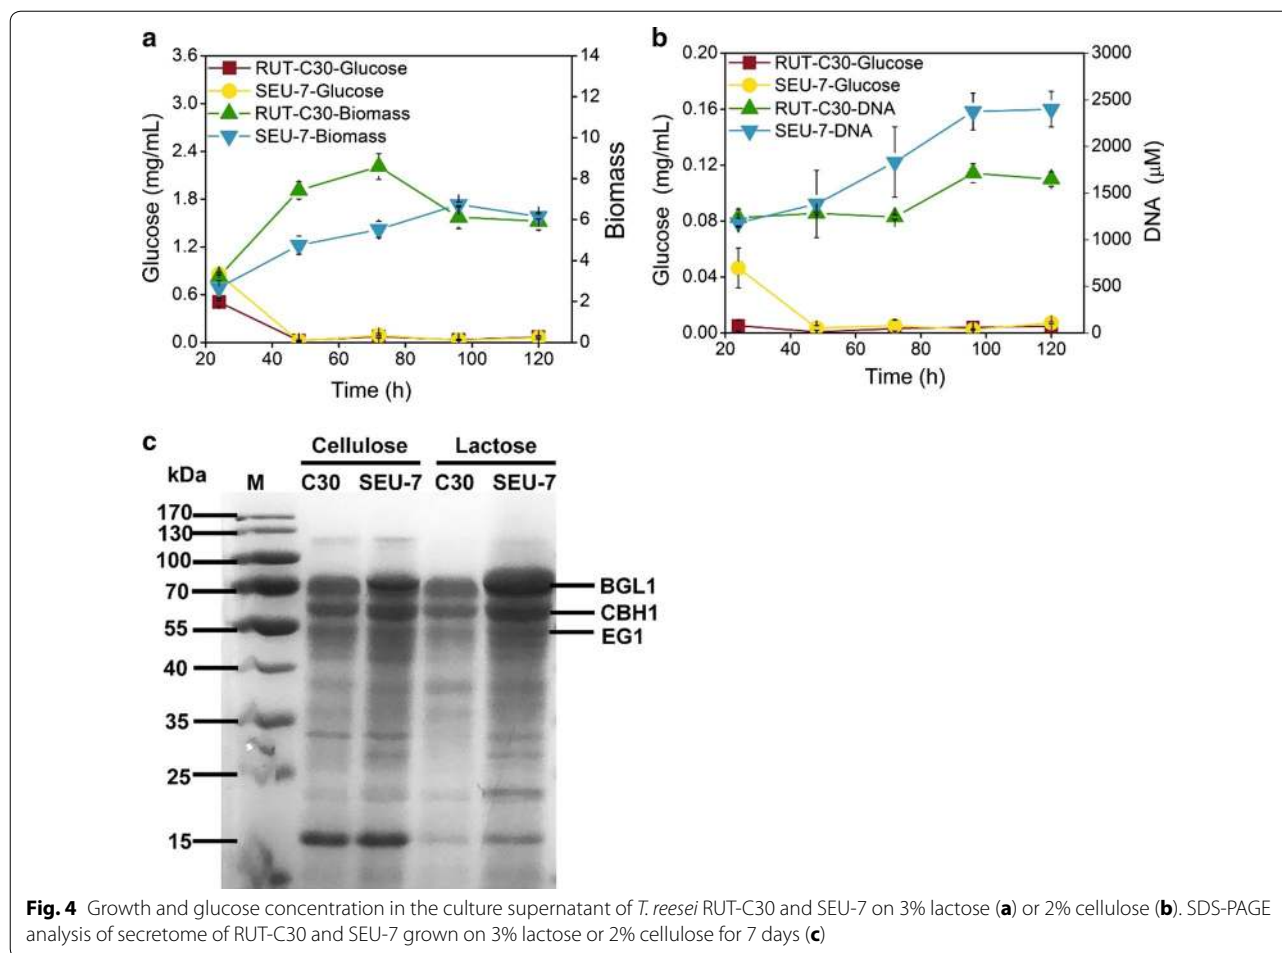 a
3.6
3.0
2.4
1.8
1.2
0.6
0.0
Glucose (mg/mL)
RUT-C30-Glucose
SEU-7-Glucose
RUT-C30-Biomass
SEU-7-Biomass
14
12
10
8
6
4
2
0
Biomass
20 40 60 80 100 120
Time (h)
b
0.20
0.16
0.12
0.08
0.04
0.00
Glucose (mg/mL)
RUT-C30-Glucose
SEU-7-Glucose
RUT-C30-DNA
SEU-7-DNA
3000
2500
2000
1500
1000
500
0
DNA (µM)
20 40 60 80 100 120
Time (h)
c
Cellulose Lactose
kDa M C30 SEU-7 C30 SEU-7
170
130
100
70 BGL1
CBH1
55 EG1
40
35
25
15
Fig. 4 Growth and glucose concentration in the culture supernatant of T. reesei RUT-C30 and SEU-7 on 3% lactose (a) or 2% cellulose (b). SDS-PAGE
analysis of secretome of RUT-C30 and SEU-7 grown on 3% lactose or 2% cellulose for 7 days (c)